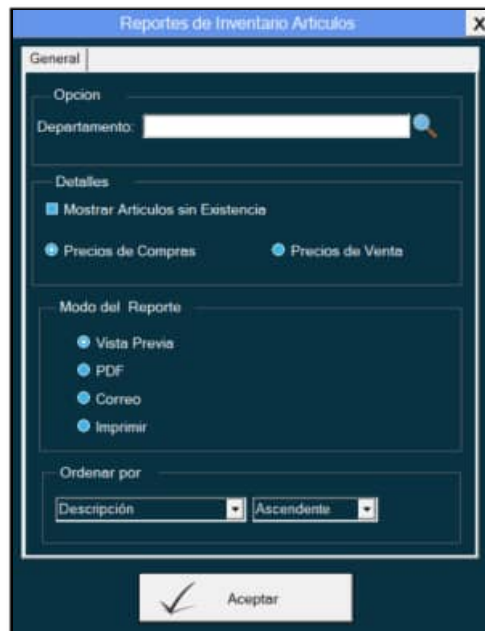 Reportes de Inventario Articulos X
General
Opcion
Departamento:
Detalles
Mostrar Articulos sin Existencia
Precios de Compras Precios de Venta
Modo del Reporte
Vista Previa
PDF
Correo
Imprimir
Ordenar por
Descripción Ascendente
Aceptar